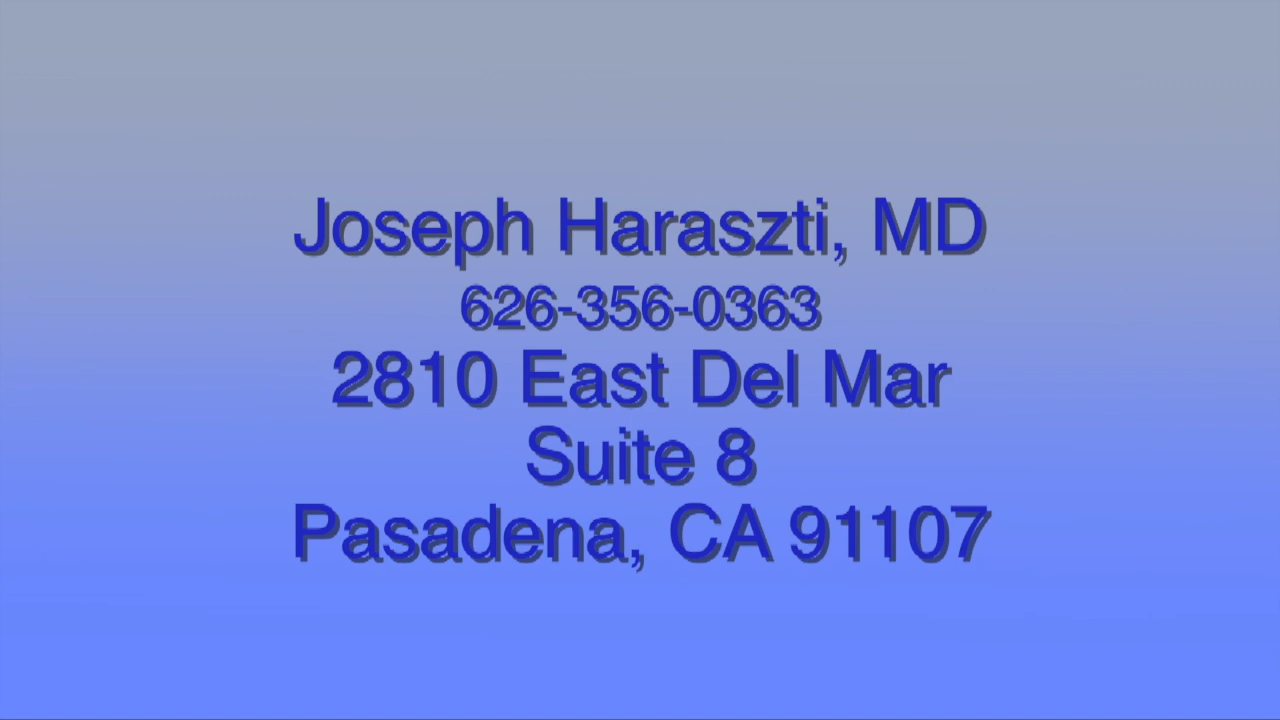 Joseph Haraszti, MD
626-356-0363
2810 East Del Mar
Suite 8
Pasadena, CA 91107